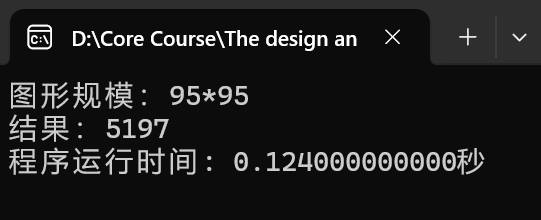 D:\Core Course\The design an
图形规模: 95*95
结果: 5197
程序运行时间: 0.124000000000秒